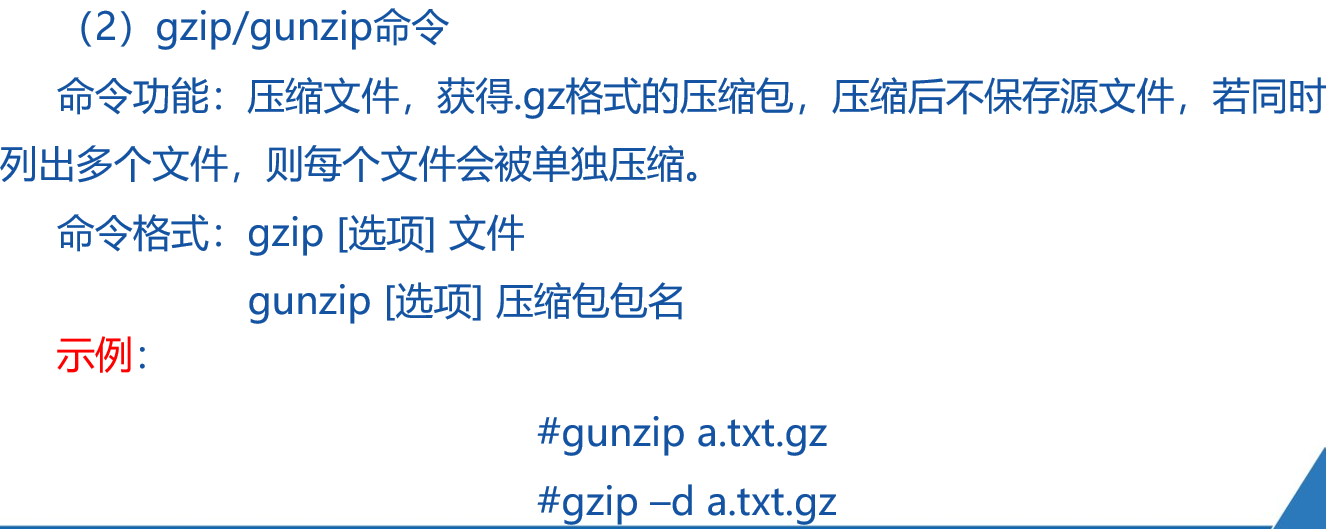 （2）gzip/gunzip命令
命令功能：压缩文件，获得.gz格式的压缩包，压缩后不保存源文件，若同时
列出多个文件，则每个文件会被单独压缩。
命令格式：gzip [选项] 文件
gunzip [选项] 压缩包包名
示例：
#gunzip a.txt.gz
#gzip –d a.txt.gz